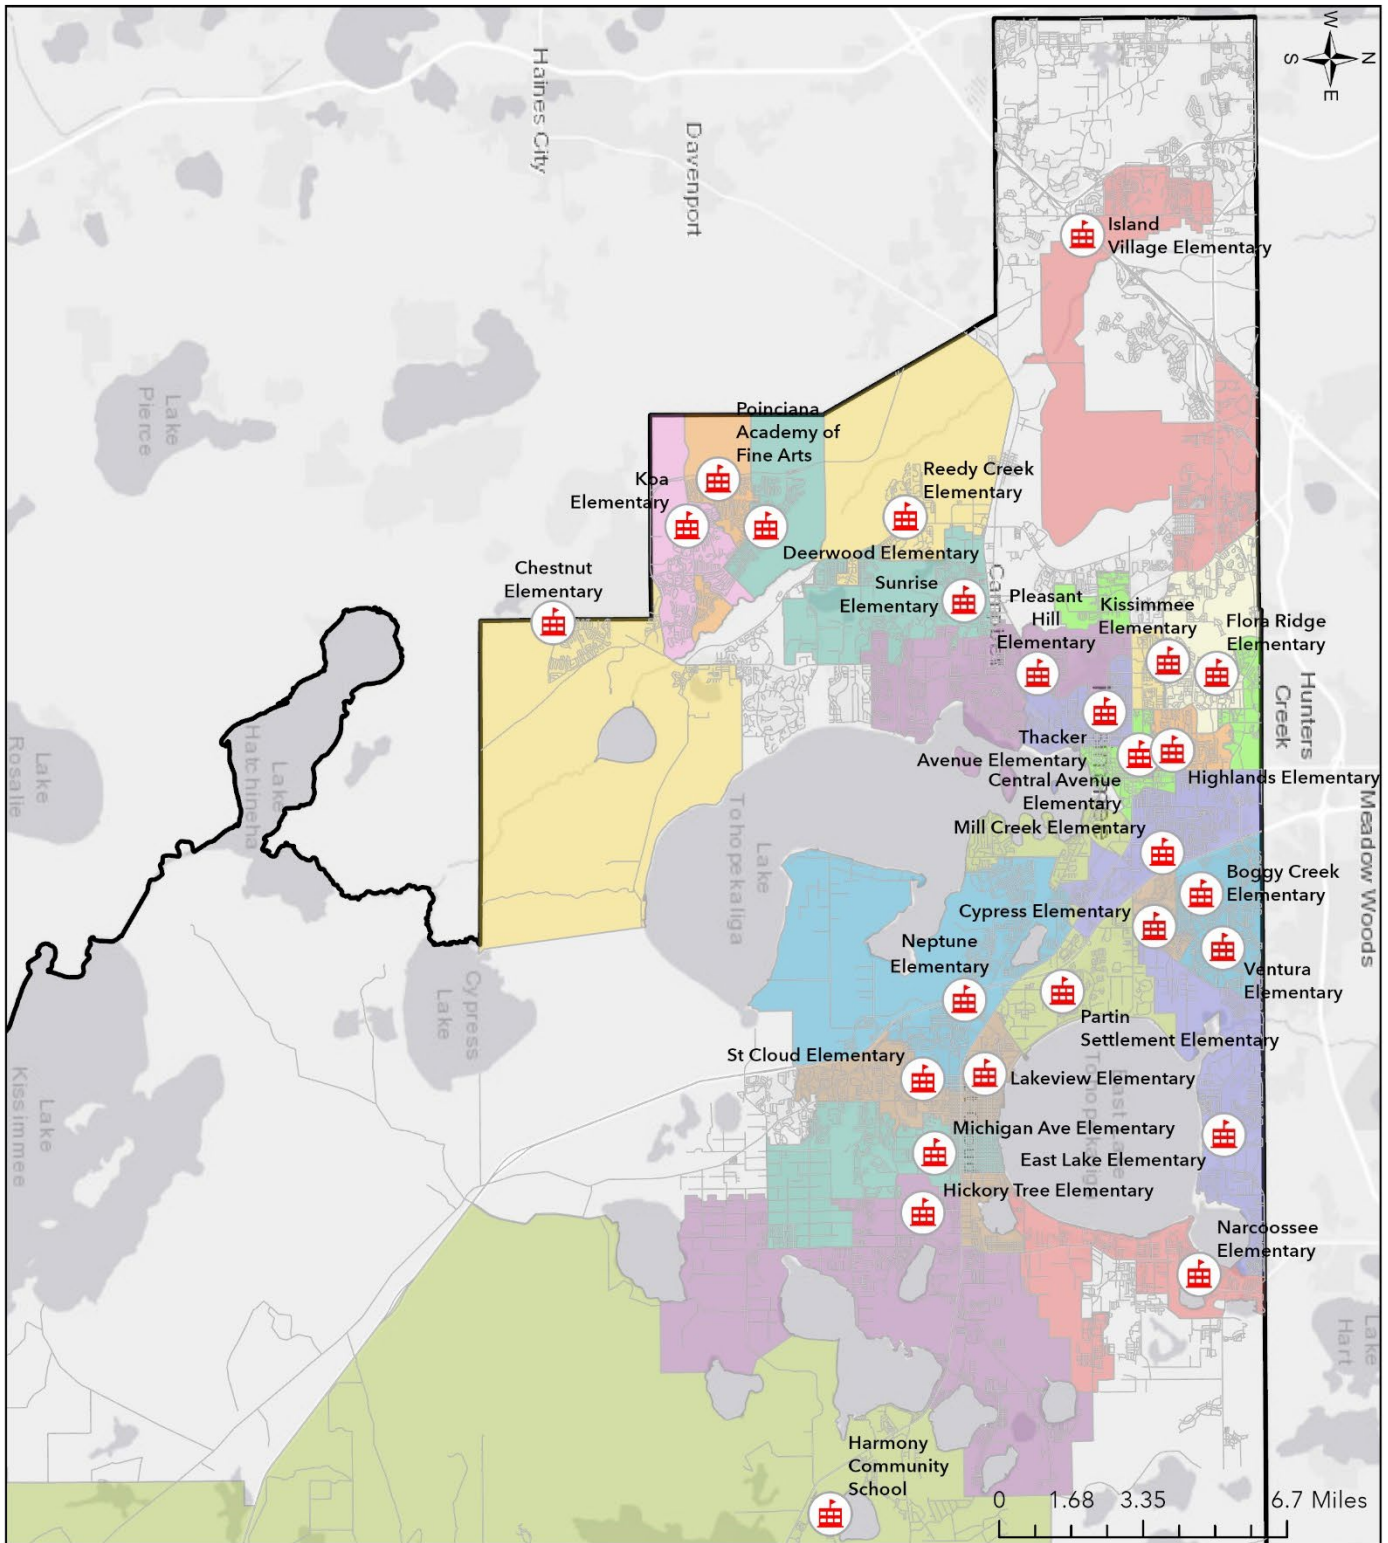 W
N
S
E
Haines City
Davenport
Island
Village Elementary
Lake
Pierce
Poinciana
Academy of
Fine Arts
Koa
Elementary
Reedy Creek
Elementary
Deerwood Elementary
Chestnut
Elementary
Sunrise
Elementary
Pleasant
Hill
Elementary
Kissimmee
Elementary
Flora Ridge
Elementary
Hunters
Creek
Thacker
Avenue Elementary
Central Avenue
Elementary
Highlands Elementary
Mill Creek Elementary
Meadow Woods
Lake
Rosalie
Lake
Hatchineha
Lake
Tohopekaliga
Boggy Creek
Elementary
Cypress Elementary
Neptune
Elementary
Ventura
Elementary
Cypress
Lake
Partin
Settlement Elementary
St Cloud Elementary
Lakeview Elementary
East Lake
Tohopekaliga
Lake
Kissimmee
Michigan Ave Elementary
East Lake Elementary
Hickory Tree Elementary
Narcoossee
Elementary
Lake
Hart
Harmony
Community
School
0 1.68 3.35 6.7 Miles